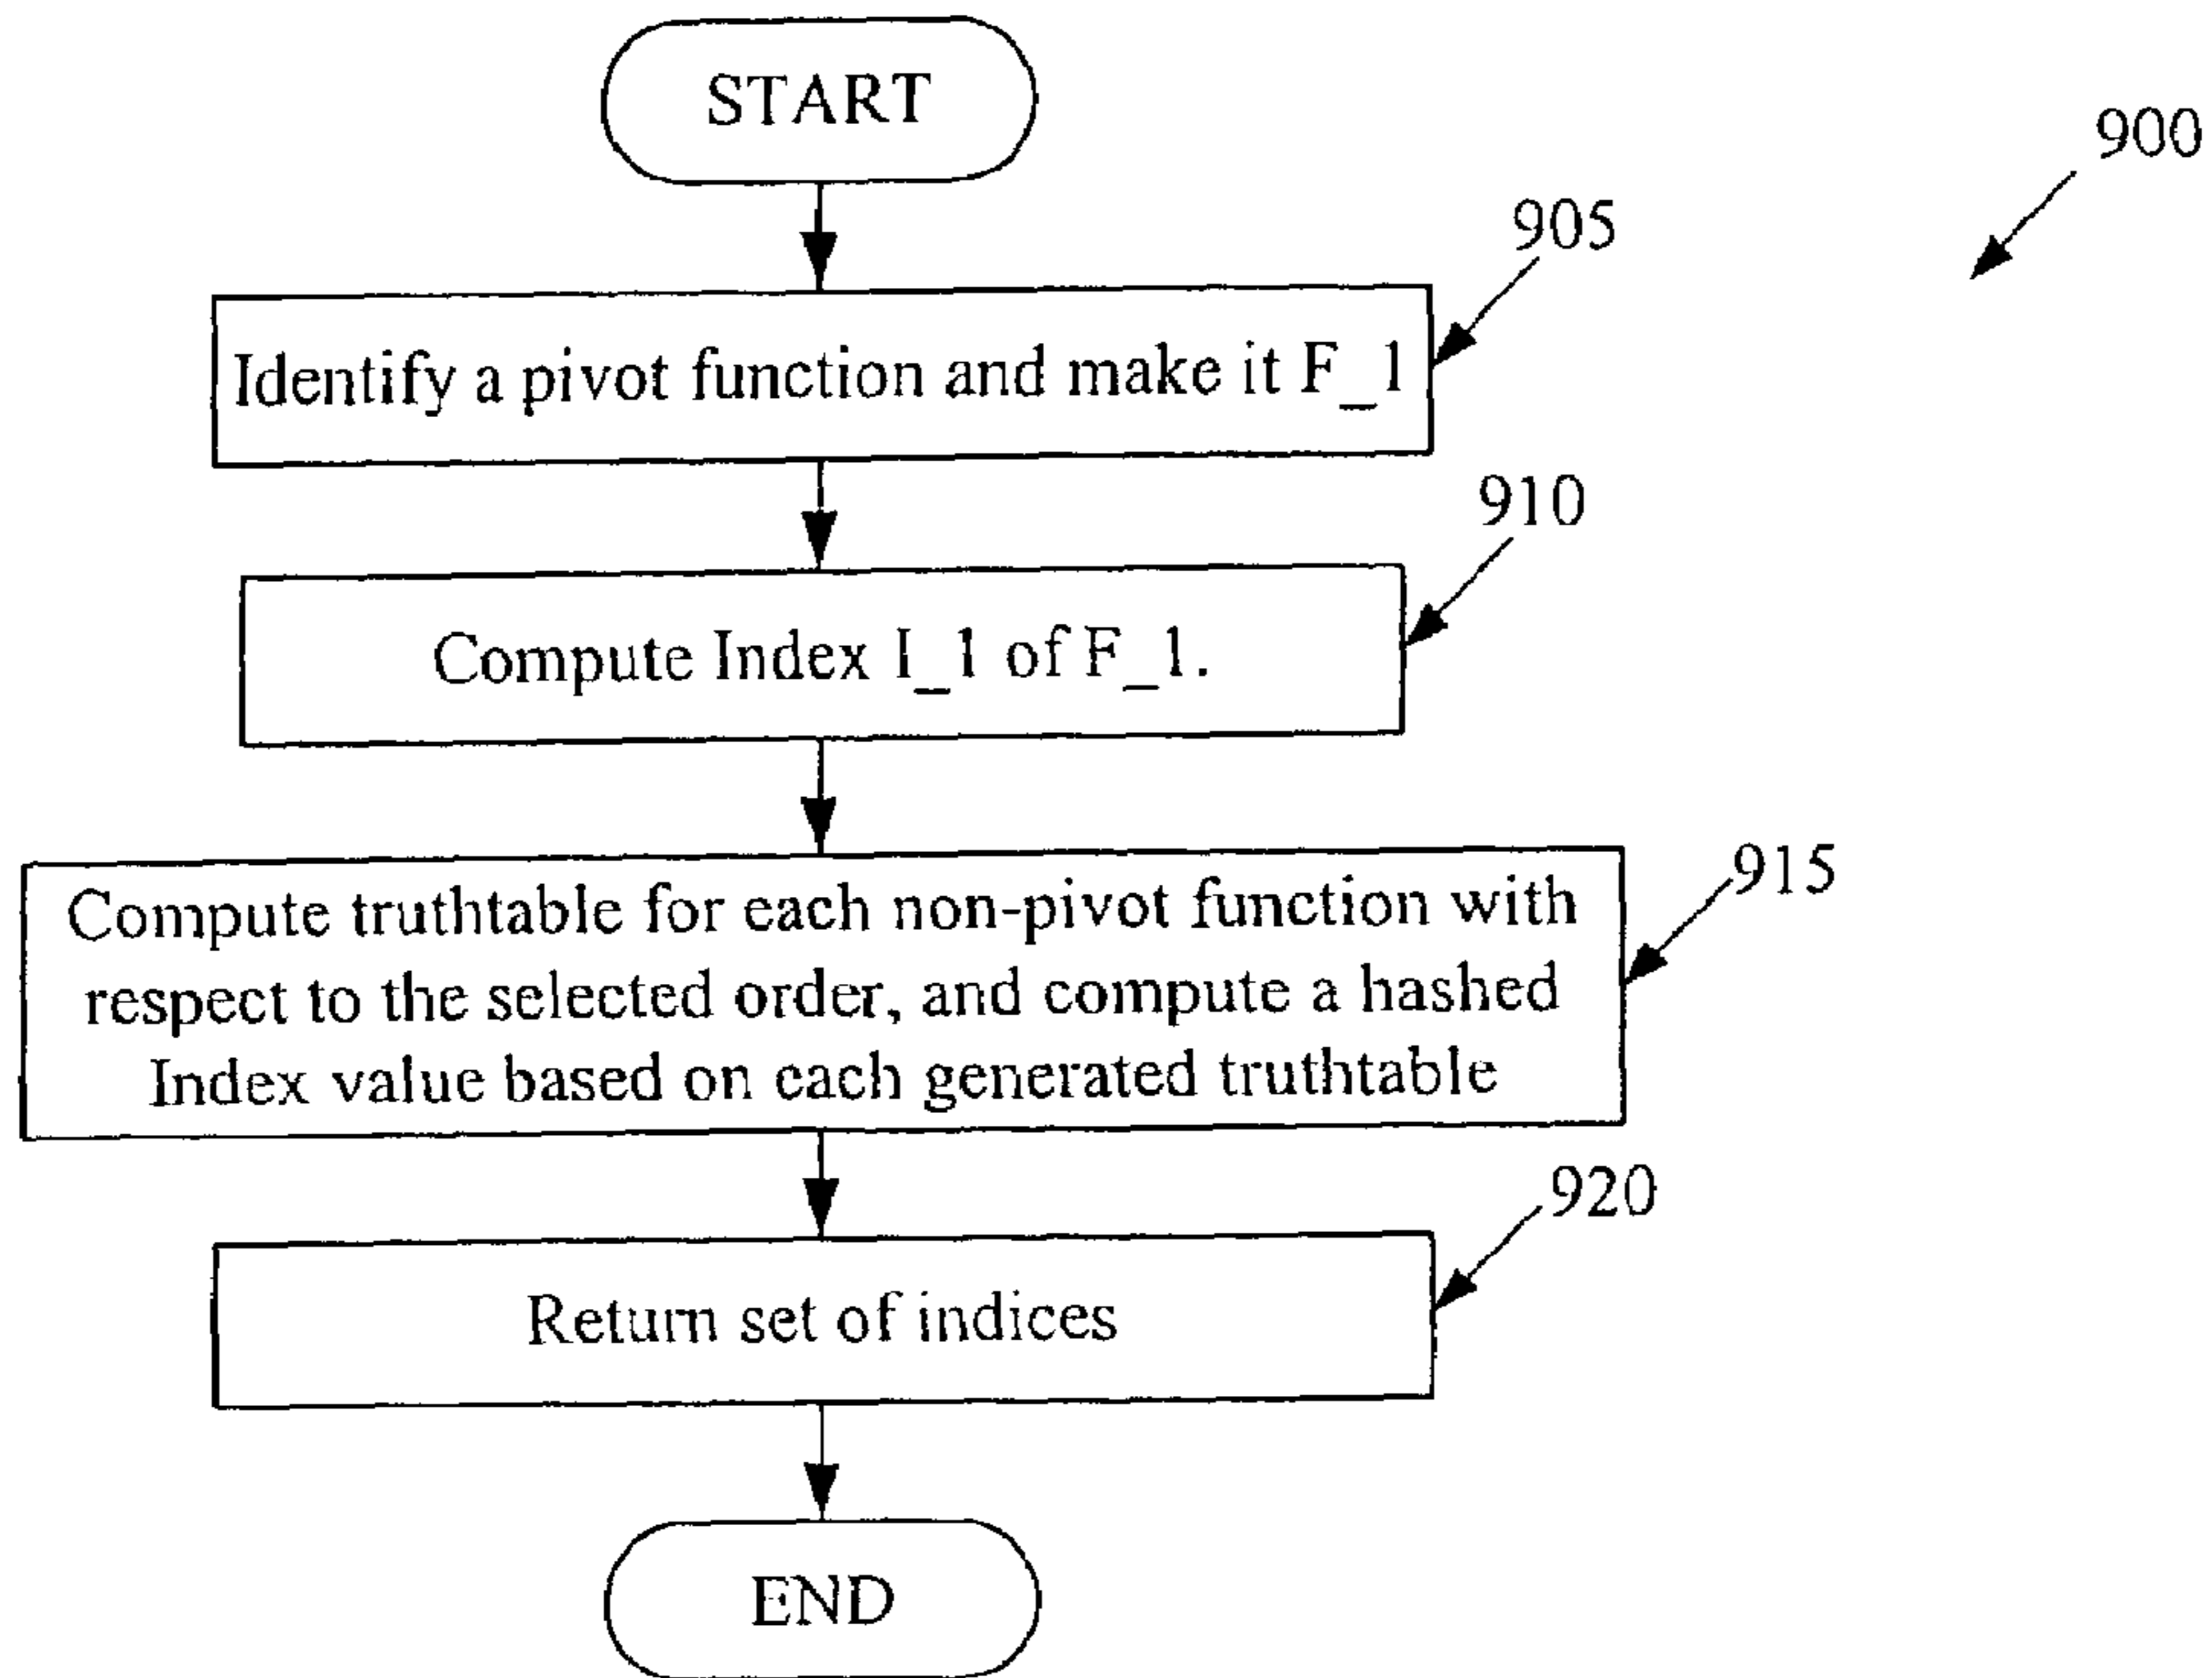 START
900
905
Identify a pivot function and make it F_1
910
Compute Index I_1 of F_1.
915
Compute truthtable for each non-pivot function with
respect to the selected order, and compute a hashed
Index value based on each generated truthtable
920
Return set of indices
END